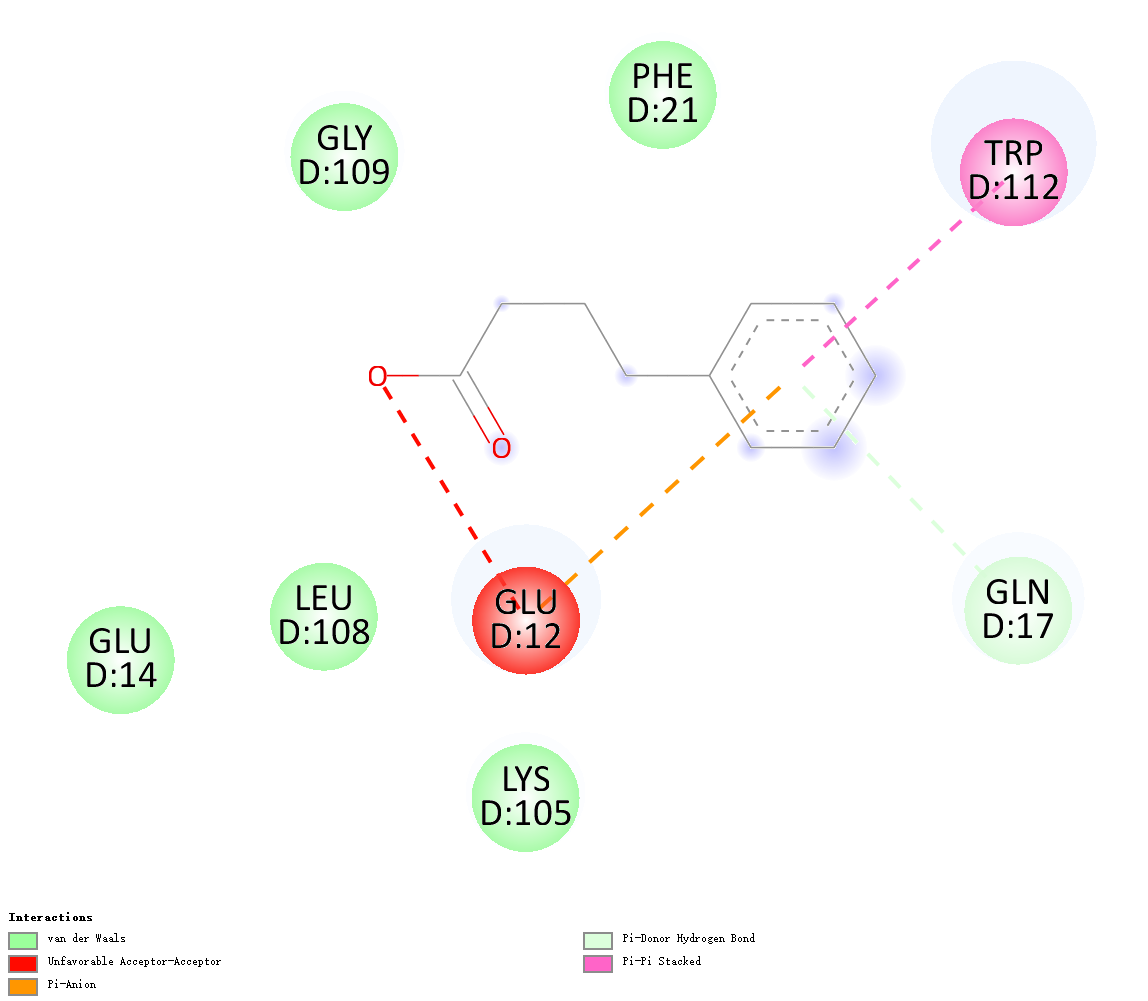 PHE
D:21
GLY
D:109
TRP
D:112
O
O
LEU
D:108
GLU
D:12
GLN
D:17
GLU
D:14
LYS
D:105
Interactions
van der Waals
Unfavorable Acceptor-Acceptor
Pi-Anion
Pi-Donor Hydrogen Bond
Pi-Pi Stacked